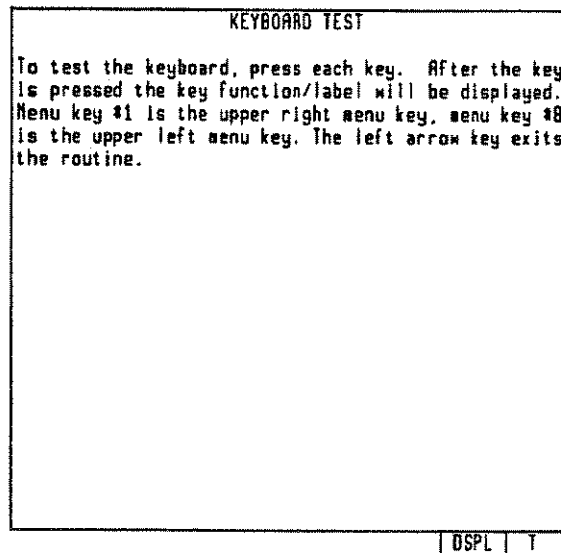 KEYBOARD TEST
To test the keyboard, press each key. After the key
is pressed the key function/label will be displayed.
Menu key #1 is the upper right menu key, menu key #8
is the upper left menu key. The left arrow key exits
the routine.
DSPL T